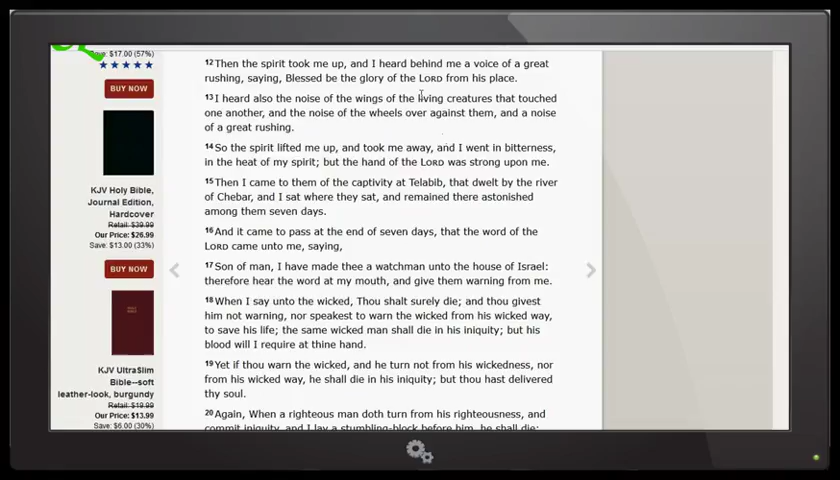 Save: $17.00 (57%)
BUY NOW
KJV Holy Bible,
Journal Edition,
Hardcover
Retail: $39.99
Our Price: $26.99
Save: $13.00 (33%)
BUY NOW
KJV UltraSlim
Bible--soft
leather-look, burgundy
Retail: $19.99
Our Price: $13.99
Save: $6.00 (30%)
12 Then the spirit took me up, and I heard behind me a voice of a great
rushing, saying, Blessed be the glory of the LORD from his place.
13 I heard also the noise of the wings of the living creatures that touched
one another, and the noise of the wheels over against them, and a noise
of a great rushing.
14 So the spirit lifted me up, and took me away, and I went in bitterness,
in the heat of my spirit; but the hand of the LORD was strong upon me.
15 Then I came to them of the captivity at Telabib, that dwelt by the river
of Chebar, and I sat where they sat, and remained there astonished
among them seven days.
16 And it came to pass at the end of seven days, that the word of the
LORD came unto me, saying,
17 Son of man, I have made thee a watchman unto the house of Israel:
therefore hear the word at my mouth, and give them warning from me.
18 When I say unto the wicked, Thou shalt surely die; and thou givest
him not warning, nor speakest to warn the wicked from his wicked way,
to save his life; the same wicked man shall die in his iniquity; but his
blood will I require at thine hand.
19 Yet if thou warn the wicked, and he turn not from his wickedness, nor
from his wicked way, he shall die in his iniquity; but thou hast delivered
thy soul.
20 Again, When a righteous man doth turn from his righteousness, and
commit iniquity, and I lay a stumbling-block before him, he shall die: